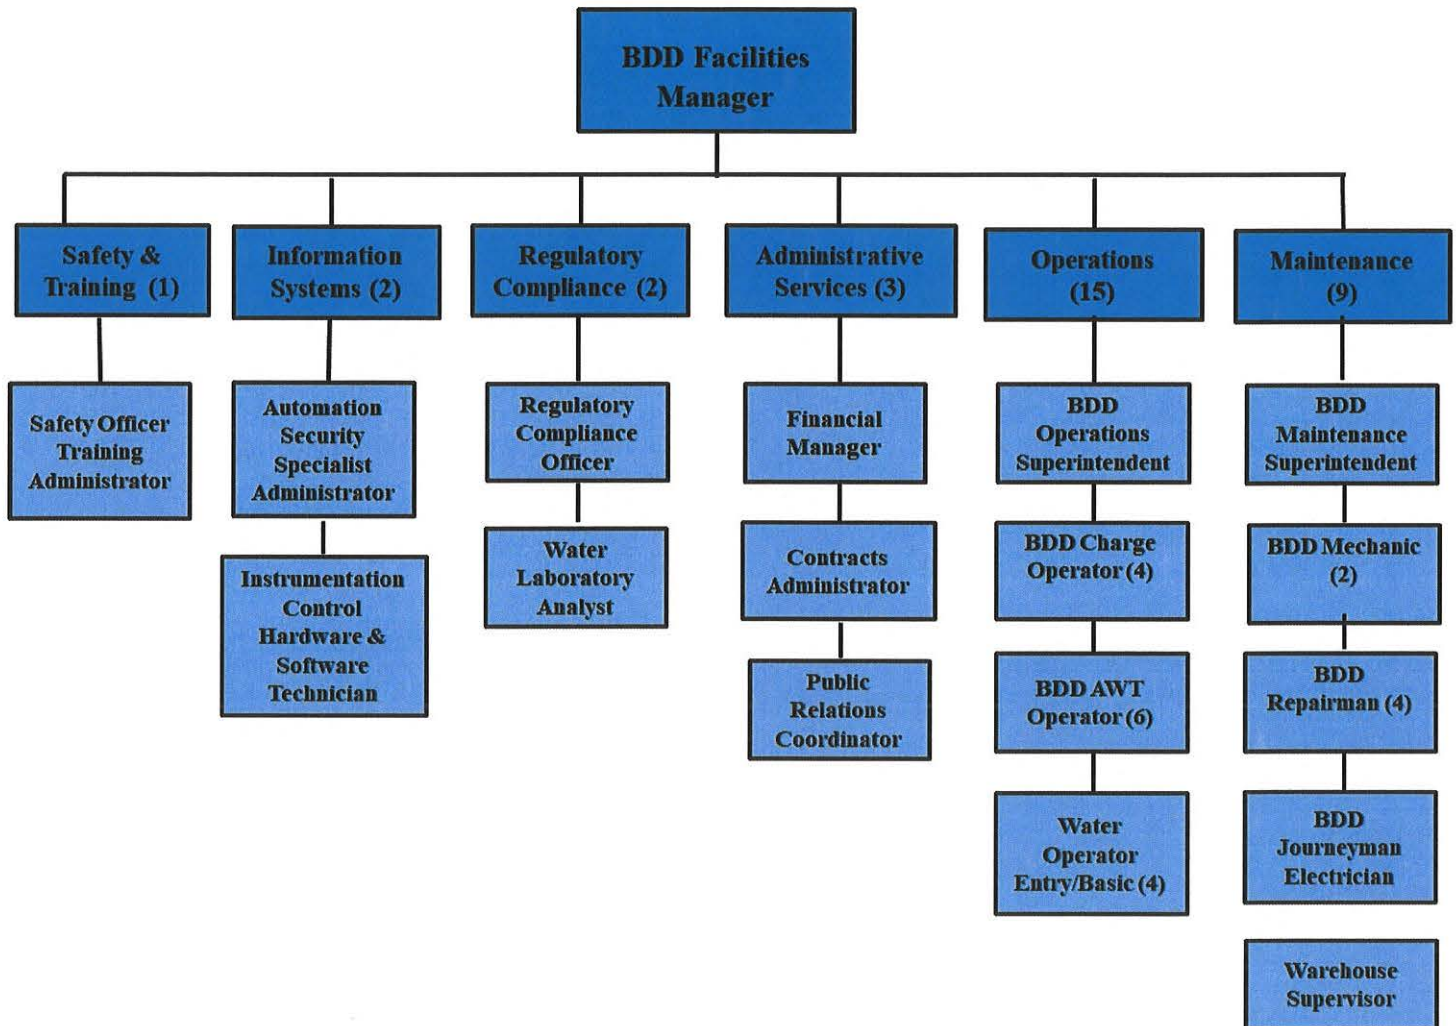 BDD Facilities
Manager
Safety &
Training (1)
Information
Systems (2)
Regulatory
Compliance (2)
Administrative
Services (3)
Operations
(15)
Maintenance
(9)
Safety Officer
Training
Administrator
Automation
Security
Specialist
Administrator
Instrumentation
Control
Hardware &
Software
Technician
Regulatory
Compliance
Officer
Water
Laboratory
Analyst
Financial
Manager
Contracts
Administrator
Public
Relations
Coordinator
BDD
Operations
Superintendent
BDD Charge
Operator (4)
BDD AWT
Operator (6)
Water
Operator
Entry/Basic (4)
BDD
Maintenance
Superintendent
BDD Mechanic
(2)
BDD
Repairman (4)
BDD
Journeyman
Electrician
Warehouse
Supervisor